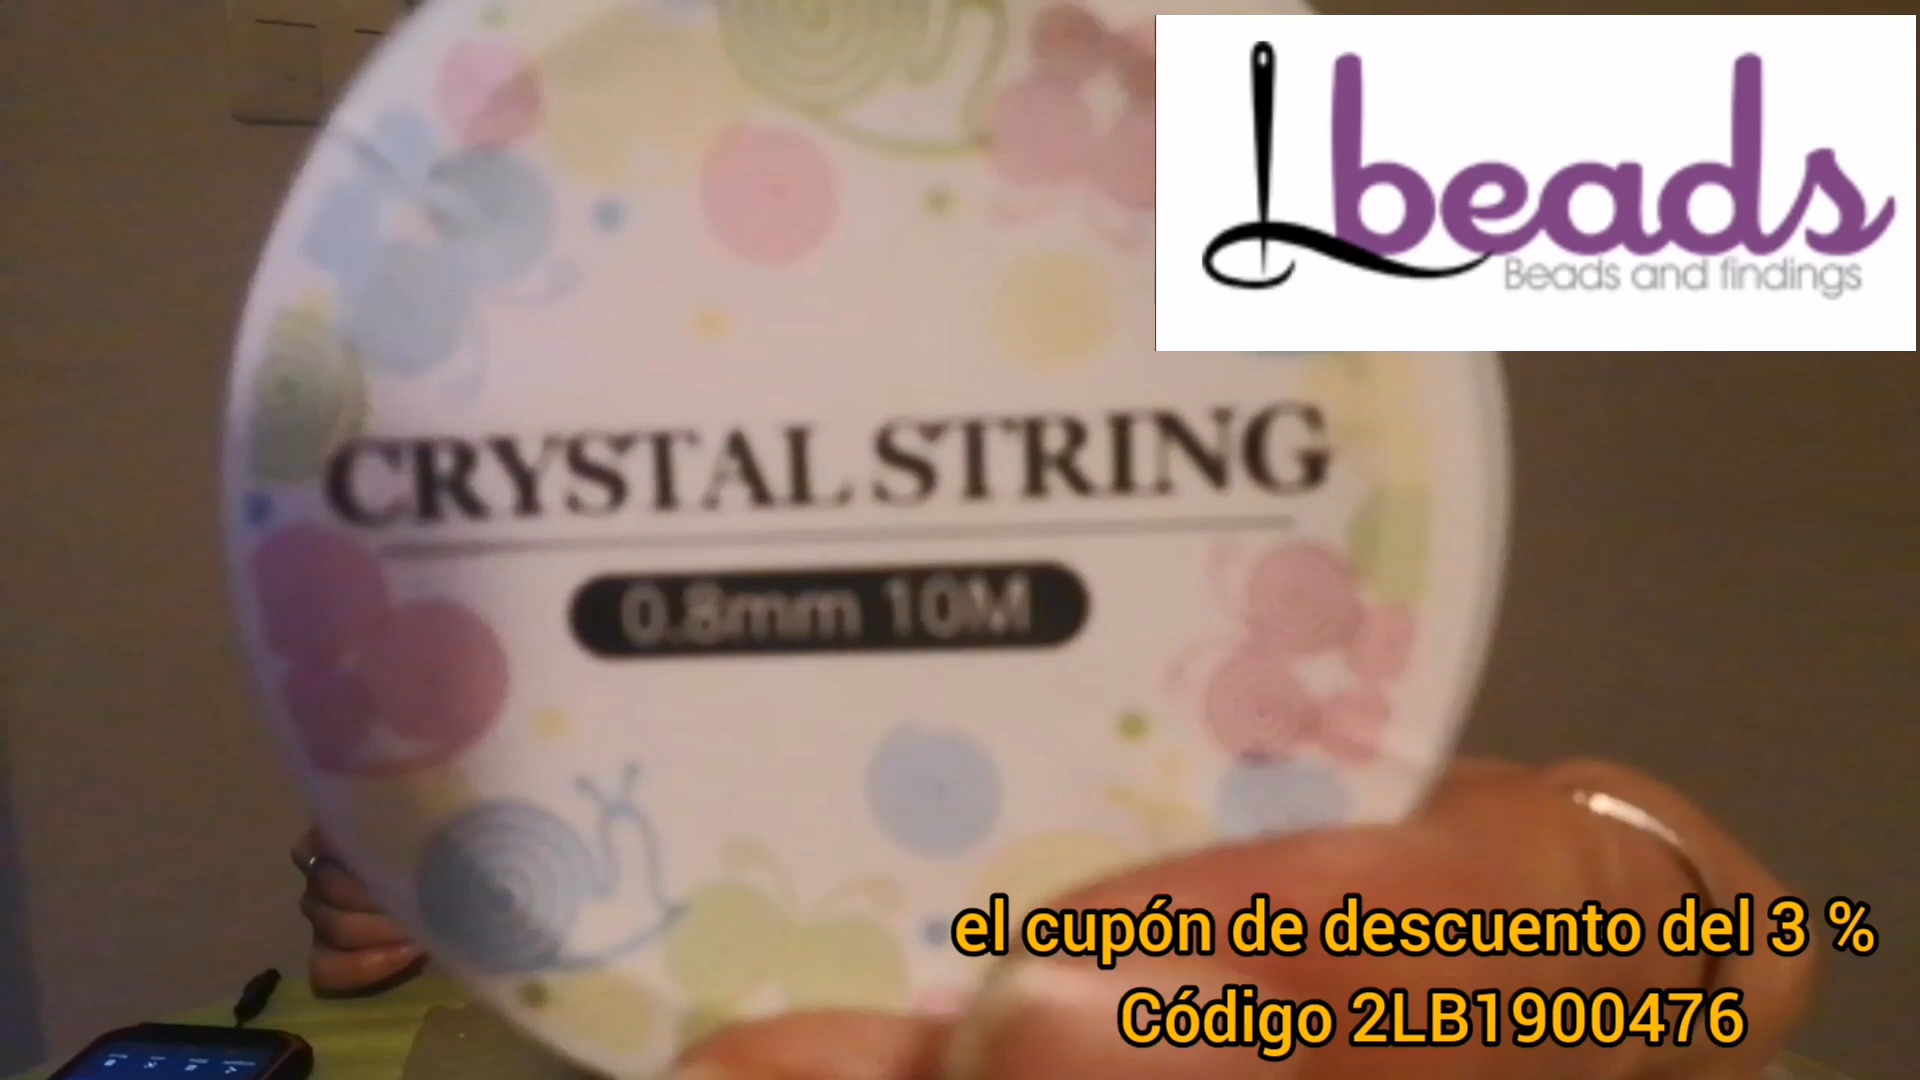 Lbeads
Beads and findings
CRYSTAL STRING
0.8mm 10M
el cupón de descuento del 3 %
Código 2LB1900476